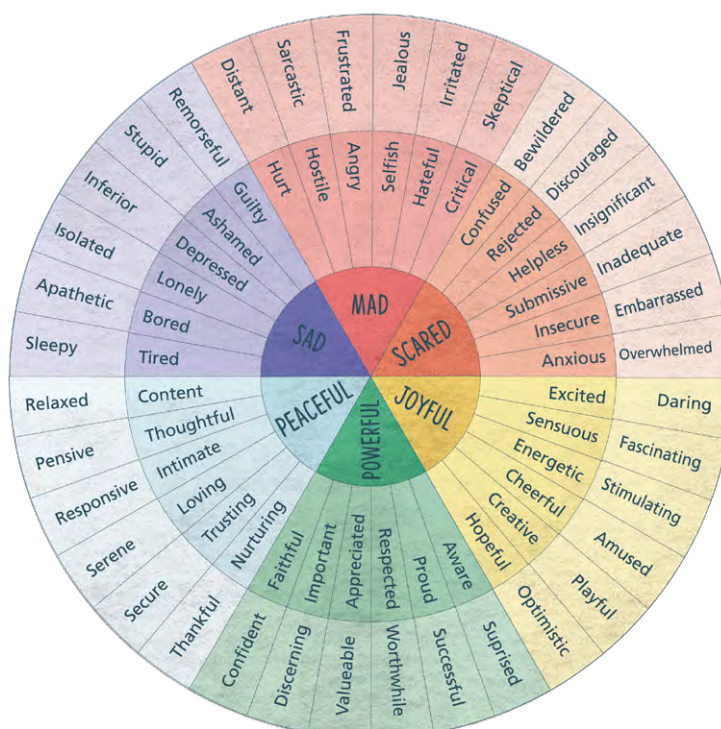 MAD
SCARED
JOYFUL
POWERFUL
PEACEFUL
SAD
Hurt
Hostile
Angry
Selfish
Hateful
Critical
Confused
Rejected
Helpless
Submissive
Insecure
Anxious
Excited
Sensuous
Energetic
Cheerful
Creative
Hopeful
Aware
Proud
Respected
Appreciated
Important
Faithful
Nurturing
Trusting
Loving
Intimate
Thoughtful
Content
Tired
Bored
Lonely
Depressed
Ashamed
Guilty
Distant
Sarcastic
Frustrated
Jealous
Irritated
Skeptical
Bewildered
Discouraged
Insignificant
Inadequate
Embarrassed
Overwhelmed
Daring
Fascinating
Stimulating
Amused
Playful
Optimistic
Suprised
Successful
Worthwhile
Valueable
Discerning
Confident
Thankful
Secure
Serene
Responsive
Pensive
Relaxed
Sleepy
Apathetic
Isolated
Inferior
Stupid
Remorseful